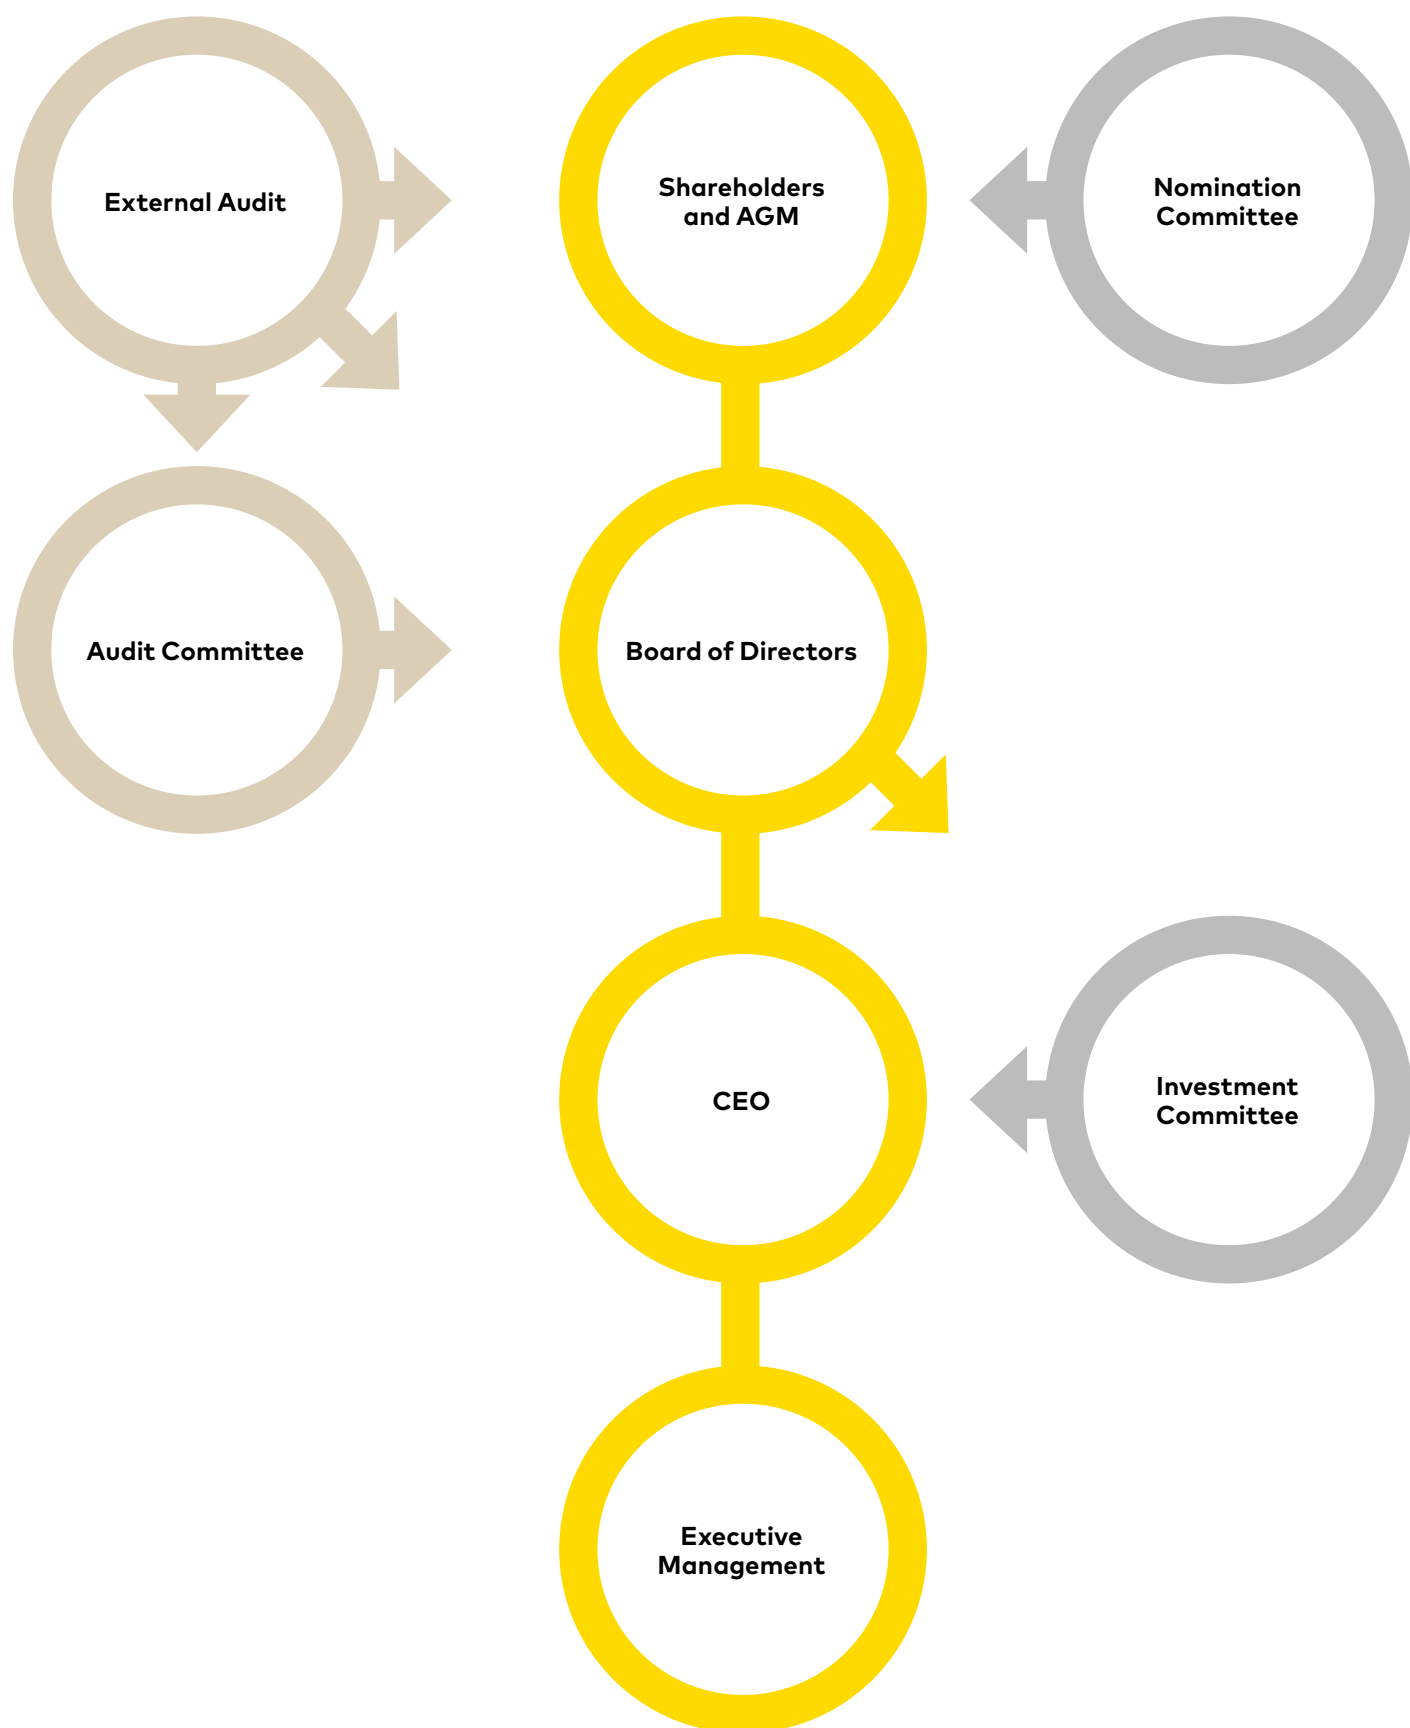 External Audit
Shareholders
and AGM
Nomination
Committee
Audit Committee
Board of Directors
CEO
Investment
Committee
Executive
Management